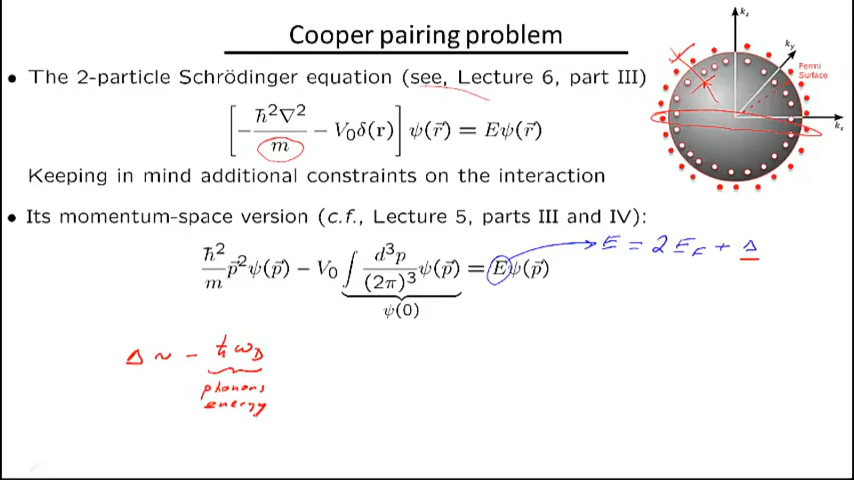 Cooper pairing problem
• The 2-particle Schrödinger equation (see, Lecture 6, part III)
[-ℏ²∇²/m - V₀δ(r)] ψ(r⃗) = Eψ(r⃗)
Keeping in mind additional constraints on the interaction
• Its momentum-space version (c.f., Lecture 5, parts III and IV):
ℏ²/m p⃗²ψ(p⃗) - V₀ ∫ d³p/(2π)³ ψ(p⃗) = Eψ(p⃗)
ψ(0)
E = 2E_F + Δ
Δ ~ - ℏω_D
phonons
energy
k_z
k_y
k_x
Fermi
Surface